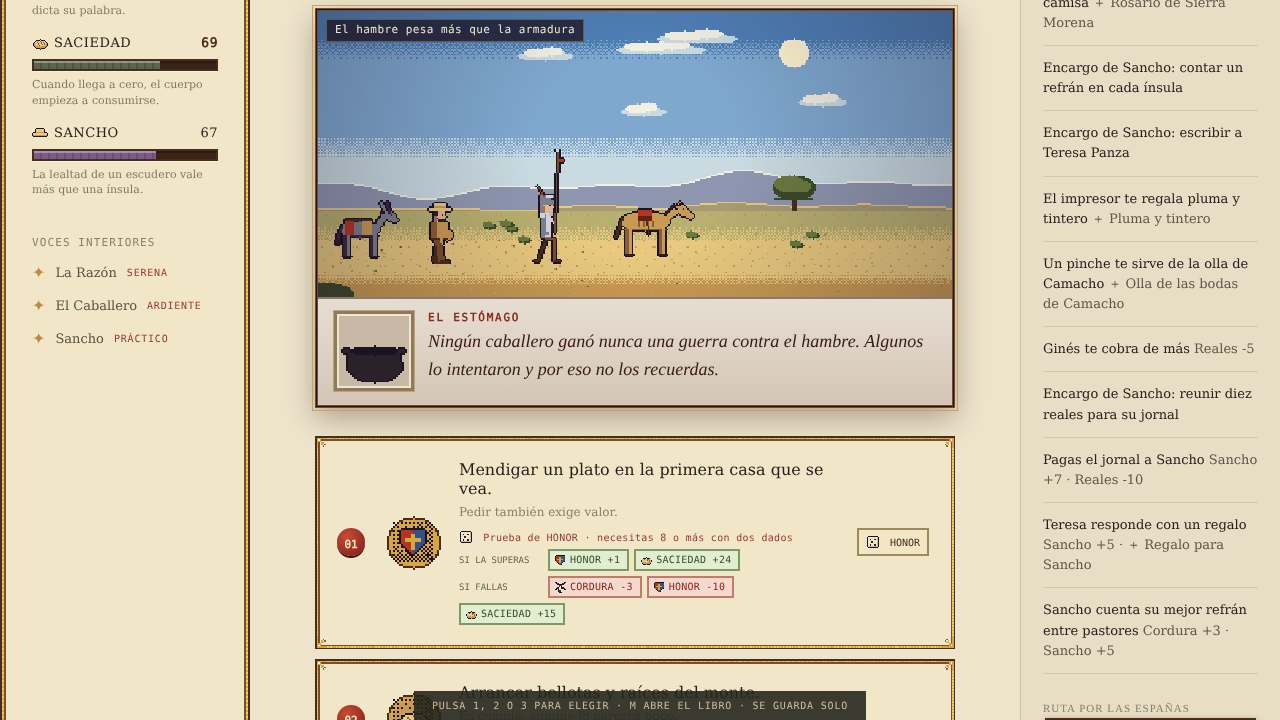 dicta su palabra.
SACIEDAD 69
Cuando llega a cero, el cuerpo
empieza a consumirse.
SANCHO 67
La lealtad de un escudero vale
más que una ínsula.
VOCES INTERIORES
La Razón SERENA
El Caballero ARDIENTE
Sancho PRÁCTICO
El hambre pesa más que la armadura
EL ESTÓMAGO
Ningún caballero ganó nunca una guerra contra el hambre. Algunos
lo intentaron y por eso no los recuerdas.
01
Mendigar un plato en la primera casa que se
vea.
Pedir también exige valor.
Prueba de HONOR · necesitas 8 o más con dos dados
SI LA SUPERAS HONOR +1 SACIEDAD +24
SI FALLAS CORDURA -3 HONOR -10
SACIEDAD +15
HONOR
02
Arrancar bellotas y raíces del monte.
PULSA 1, 2 O 3 PARA ELEGIR · M ABRE EL LIBRO · SE GUARDA SOLO
camisa + Rosario de Sierra
Morena
Encargo de Sancho: contar un
refrán en cada ínsula
Encargo de Sancho: escribir a
Teresa Panza
El impresor te regala pluma y
tintero + Pluma y tintero
Un pinche te sirve de la olla de
Camacho + Olla de las bodas
de Camacho
Ginés te cobra de más Reales -5
Encargo de Sancho: reunir diez
reales para su jornal
Pagas el jornal a Sancho Sancho
+7 · Reales -10
Teresa responde con un regalo
Sancho +5 · + Regalo para
Sancho
Sancho cuenta su mejor refrán
entre pastores Cordura +3 ·
Sancho +5
RUTA POR LAS ESPAÑAS